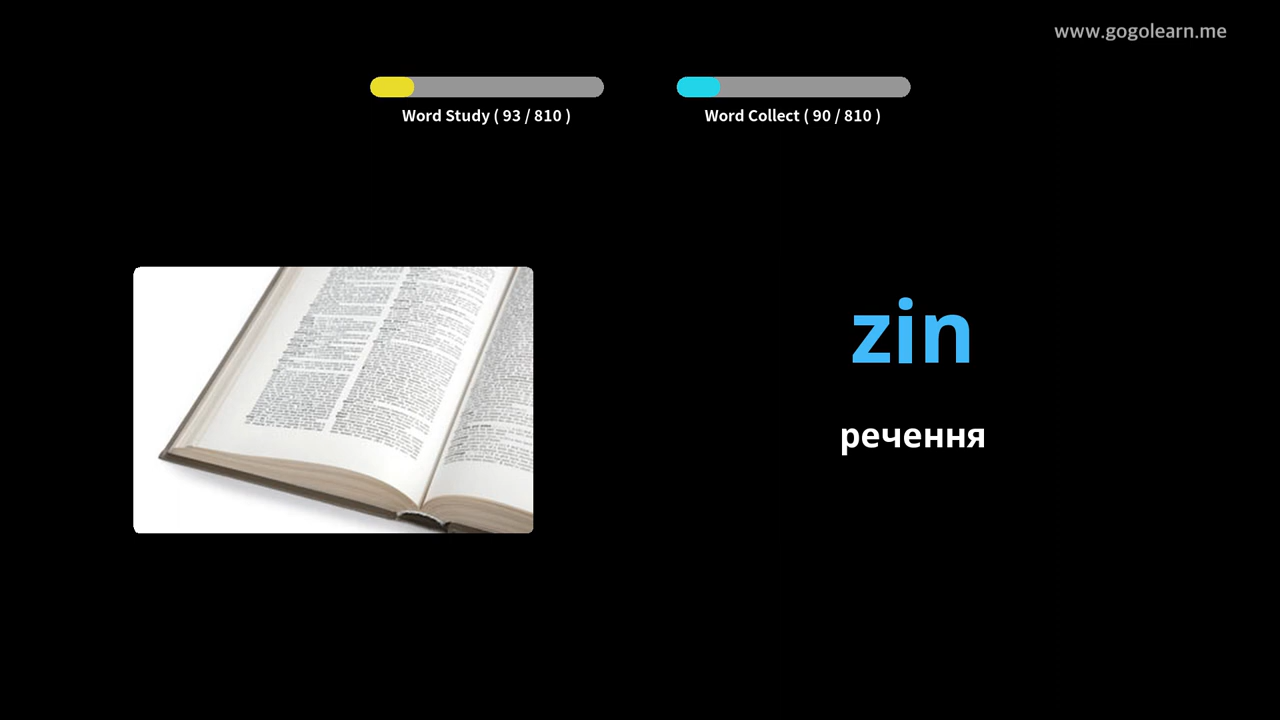 www.gogolearn.me
Word Study ( 93 / 810 )
Word Collect ( 90 / 810 )
zin
речення